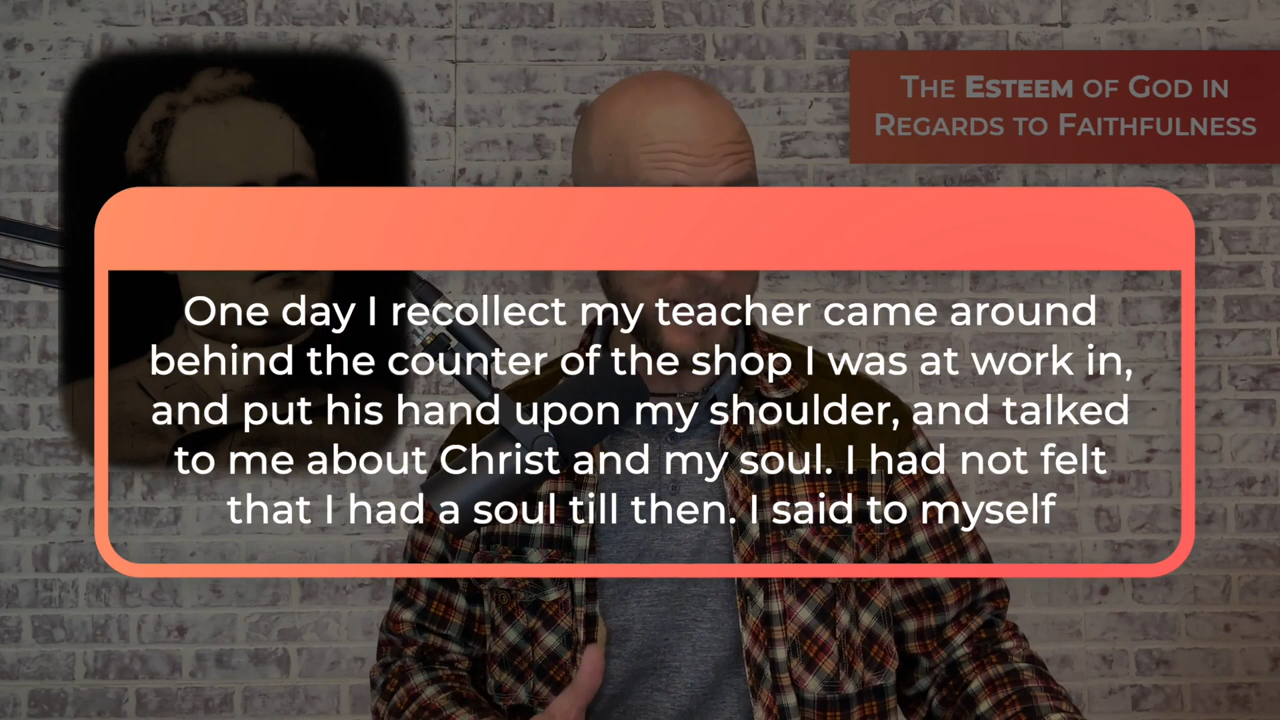 The Esteem of God in
Regards to Faithfulness
One day I recollect my teacher came around
behind the counter of the shop I was at work in,
and put his hand upon my shoulder, and talked
to me about Christ and my soul. I had not felt
that I had a soul till then. I said to myself